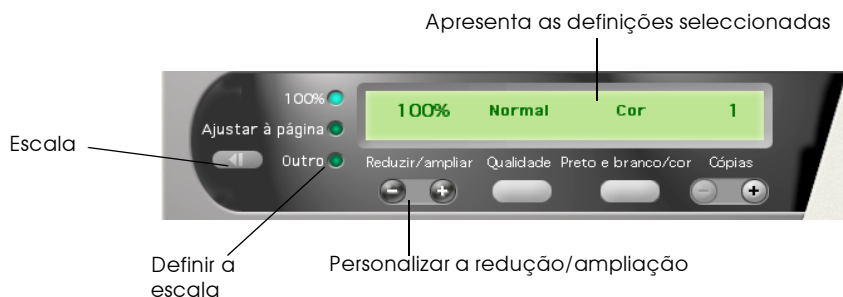 Apresenta as definições seleccionadas
100%
Ajustar à página
Outro
100% Normal Cor 1
Reduzir/ampliar Qualidade Preto e branco/cor Cópias
Escala
Definir a
escala
Personalizar a redução/ampliação